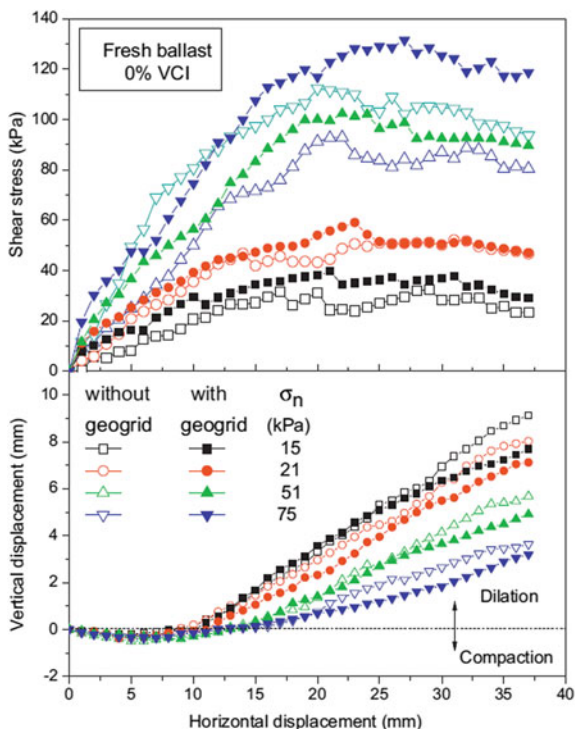 Fresh ballast
0% VCI
Shear stress (kPa)
140
120
100
80
60
40
20
0
without geogrid
with geogrid
σn (kPa)
15
21
51
75
Vertical displacement (mm)
10
8
6
4
2
0
-2
Dilation
Compaction
0 5 10 15 20 25 30 35 40
Horizontal displacement (mm)